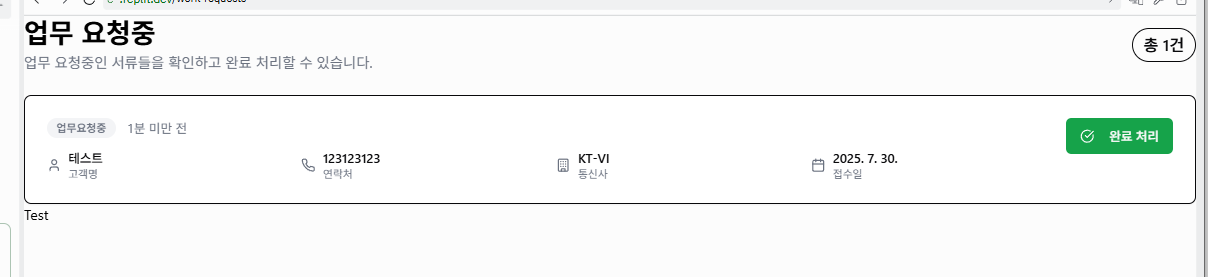 .replit.dev/work-requests
업무 요청중
총 1건
업무 요청중인 서류들을 확인하고 완료 처리할 수 있습니다.
업무요청중 1분 미만 전
완료 처리
테스트 123123123 KT-VI 2025. 7. 30.
고객명 연락처 통신사 접수일
Test